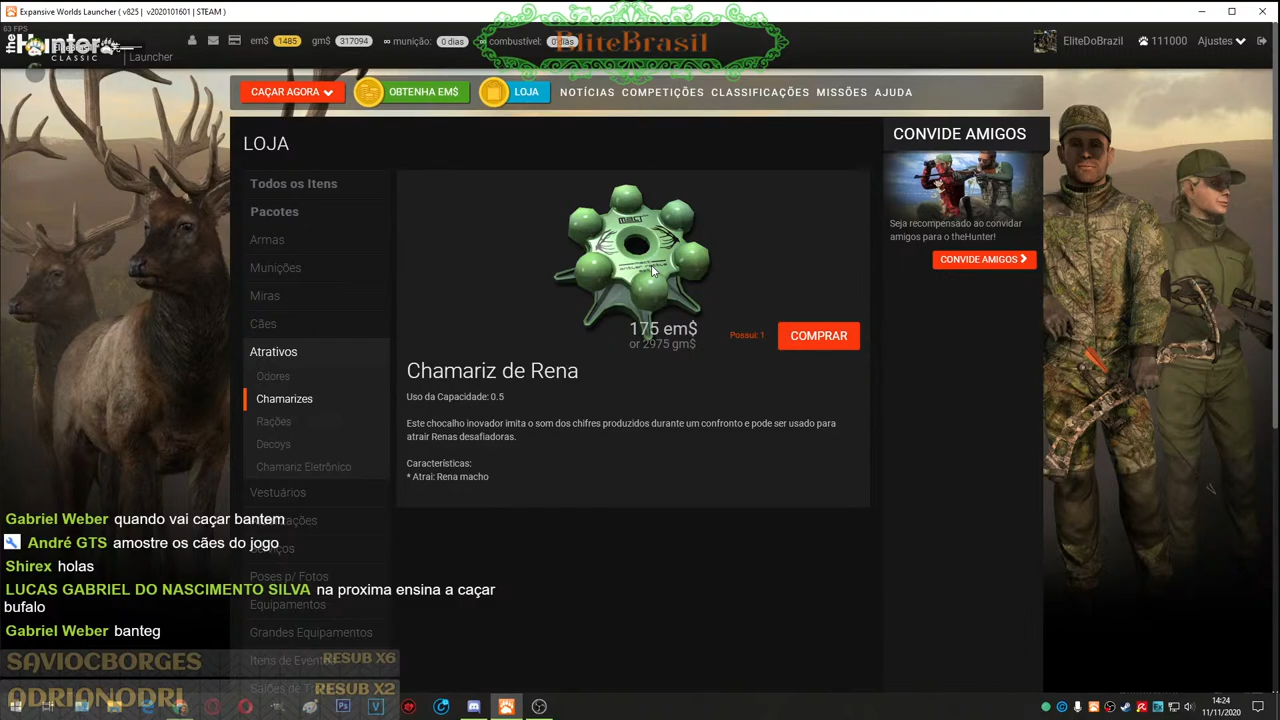 Expansive Worlds Launcher ( v825 | v2020101601 | STEAM )
63 FPS
theHunter
CLASSIC
Launcher
em$ 1485 gm$ 317094 ∞ munição: 0 dias ∞ combustível: 0 dias
EliteBrasil
EliteDoBrazil 111000 Ajustes
CAÇAR AGORA OBTENHA EM$ LOJA NOTÍCIAS COMPETIÇÕES CLASSIFICAÇÕES MISSÕES AJUDA
LOJA
Todos os Itens
Pacotes
Armas
Munições
Miras
Cães
Atrativos
Odores
Chamarizes
Rações
Decoys
Chamariz Eletrônico
Vestuários
Poses p/ Fotos
Equipamentos
Grandes Equipamentos
175 em$
or 2975 gm$
Possui: 1
COMPRAR
Chamariz de Rena
Uso da Capacidade: 0.5
Este chocalho inovador imita o som dos chifres produzidos durante um confronto e pode ser usado para
atrair Renas desafiadoras.
Características:
* Atrai: Rena macho
CONVIDE AMIGOS
Seja recompensado ao convidar
amigos para o theHunter!
CONVIDE AMIGOS
Gabriel Weber quando vai caçar bantem
André GTS amostre os cães do jogo
Shirex holas
LUCAS GABRIEL DO NASCIMENTO SILVA na proxima ensina a caçar
bufalo
Gabriel Weber banteg
SAVIOCBORGES RESUB X6
ADRIANODRL RESUB X2
14:24
11/11/2020